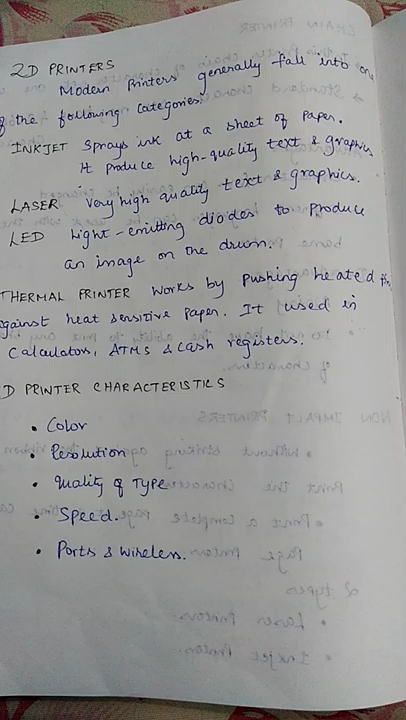 2D PRINTERS
Modern Printers generally fall into one
of the following categories:
INKJET Sprays ink at a sheet of paper.
It produce high-quality text & graphics
LASER Very high quality text & graphics.
LED Light-emitting diodes to produce
an image on the drum.
THERMAL PRINTER Works by pushing heated
against heat sensitive paper. It used in
Calculators, ATMs & Cash registers.
D PRINTER CHARACTERISTICS
• Color
• Resolution
• Quality of Type
• Speed.
• Ports & wireless.